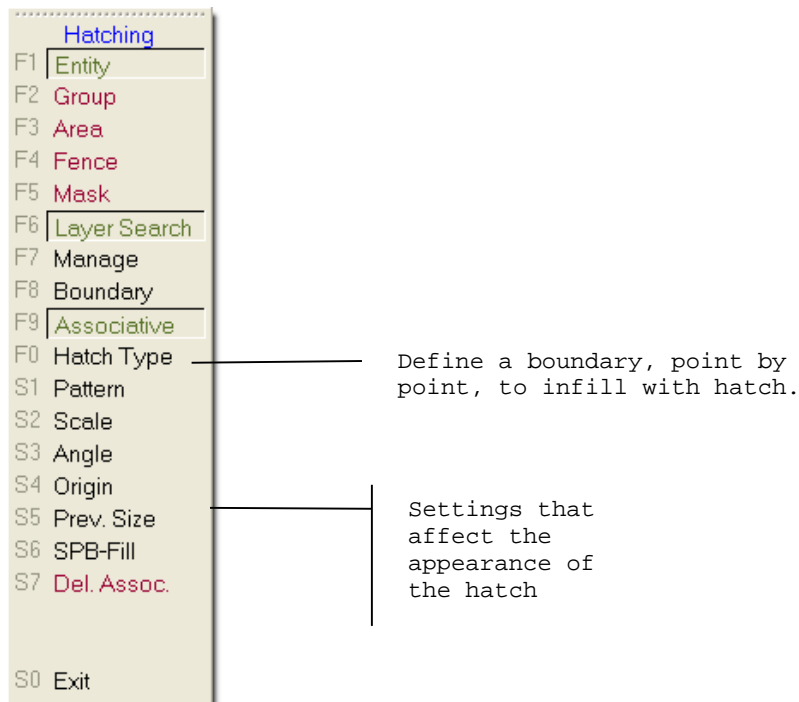 Hatching
F1 Entity
F2 Group
F3 Area
F4 Fence
F5 Mask
F6 Layer Search
F7 Manage
F8 Boundary
F9 Associative
F0 Hatch Type
S1 Pattern
S2 Scale
S3 Angle
S4 Origin
S5 Prev. Size
S6 SPB-Fill
S7 Del. Assoc.
S0 Exit
Define a boundary, point by
point, to infill with hatch.
Settings that
affect the
appearance of
the hatch